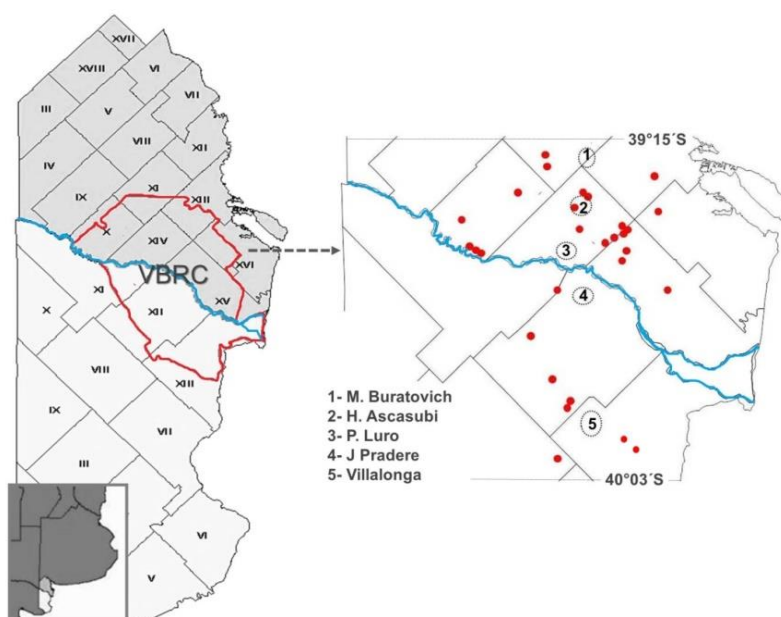 XVII
XVIII
VI
III
V
VII
VIII
XII
IV
IX
XI
XIII
X
XIV
XVI
VBRC
XV
XI
X
XII
VIII
XIII
IX
VII
III
VI
V
39°15´S
1
2
3
4
5
1- M. Buratovich
2- H. Ascasubi
3- P. Luro
4- J Pradere
5- Villalonga
40°03´S